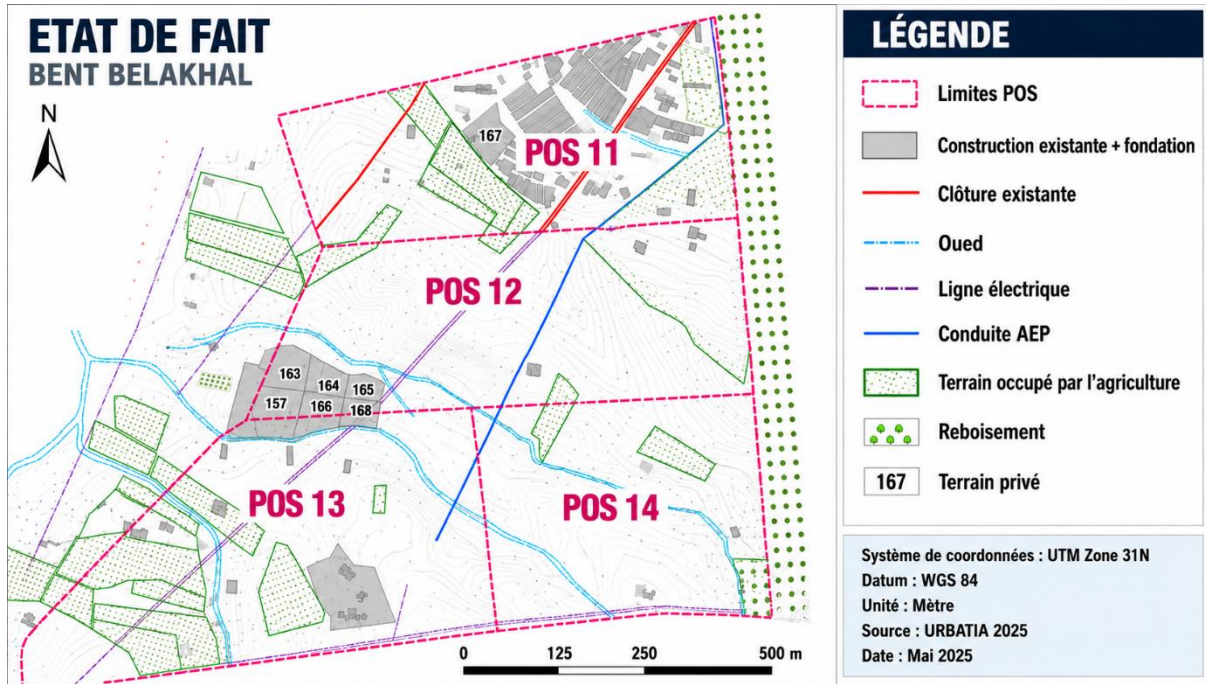 ETAT DE FAIT
BENT BELAKHAL
N
167
POS 11
POS 12
163
164
165
157
166
168
POS 13
POS 14
0 125 250 500 m
LÉGENDE
Limites POS
Construction existante + fondation
Clôture existante
Oued
Ligne électrique
Conduite AEP
Terrain occupé par l'agriculture
Reboisement
167 Terrain privé
Système de coordonnées : UTM Zone 31N
Datum : WGS 84
Unité : Mètre
Source : URBATIA 2025
Date : Mai 2025